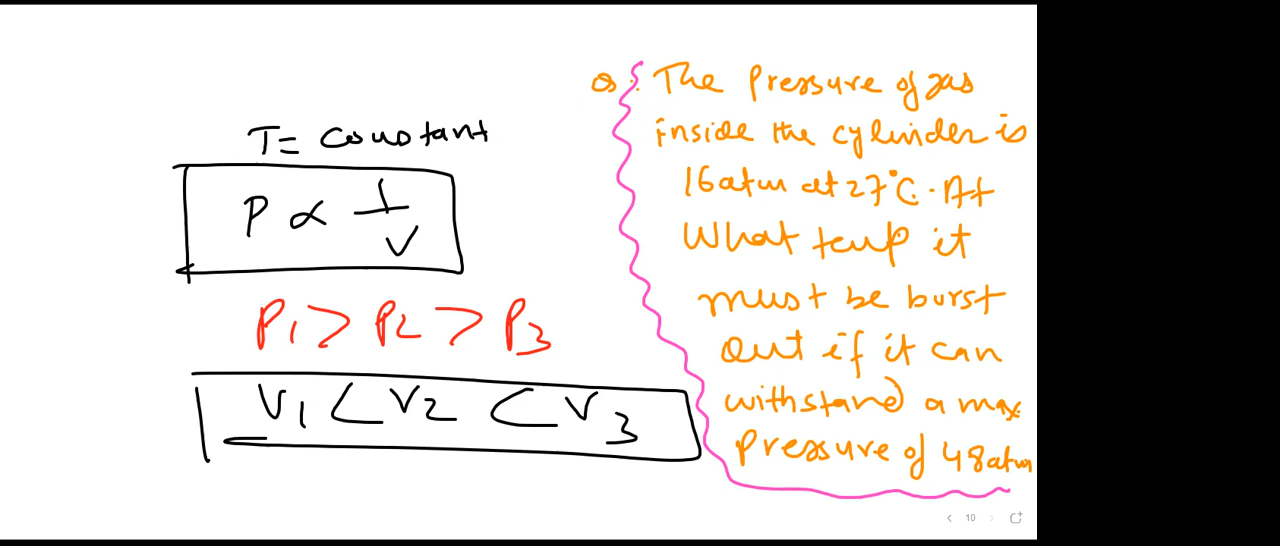 T = constant
P ∝ 1/V
P1 > P2 > P3
V1 < V2 < V3
Q: The Pressure of gas
inside the cylinder is
16atm at 27°C. At
What temp it
must be burst
out if it can
withstand a max.
Pressure of 48atm
10